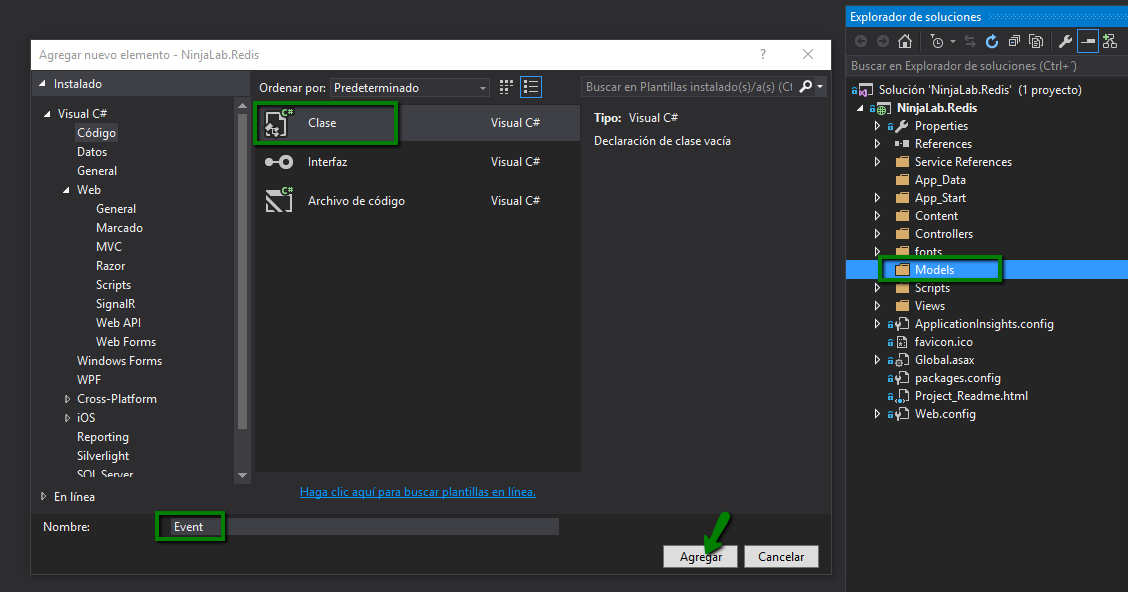 Agregar nuevo elemento - NinjaLab.Redis
?
Instalado
Visual C#
Código
Datos
General
Web
General
Marcado
MVC
Razor
Scripts
SignalR
Web API
Web Forms
Windows Forms
WPF
Cross-Platform
iOS
Reporting
Silverlight
SQL Server
En línea
Ordenar por: Predeterminado
Buscar en Plantillas instalado(s)/a(s) (Ct
C#
Clase Visual C#
Interfaz Visual C#
C#
Archivo de código Visual C#
Tipo: Visual C#
Declaración de clase vacía
Haga clic aquí para buscar plantillas en línea.
Nombre: Event
Agregar Cancelar
Explorador de soluciones
Buscar en Explorador de soluciones (Ctrl+´)
Solución 'NinjaLab.Redis' (1 proyecto)
NinjaLab.Redis
Properties
References
Service References
App_Data
App_Start
Content
Controllers
fonts
Models
Scripts
Views
ApplicationInsights.config
favicon.ico
Global.asax
packages.config
Project_Readme.html
Web.config